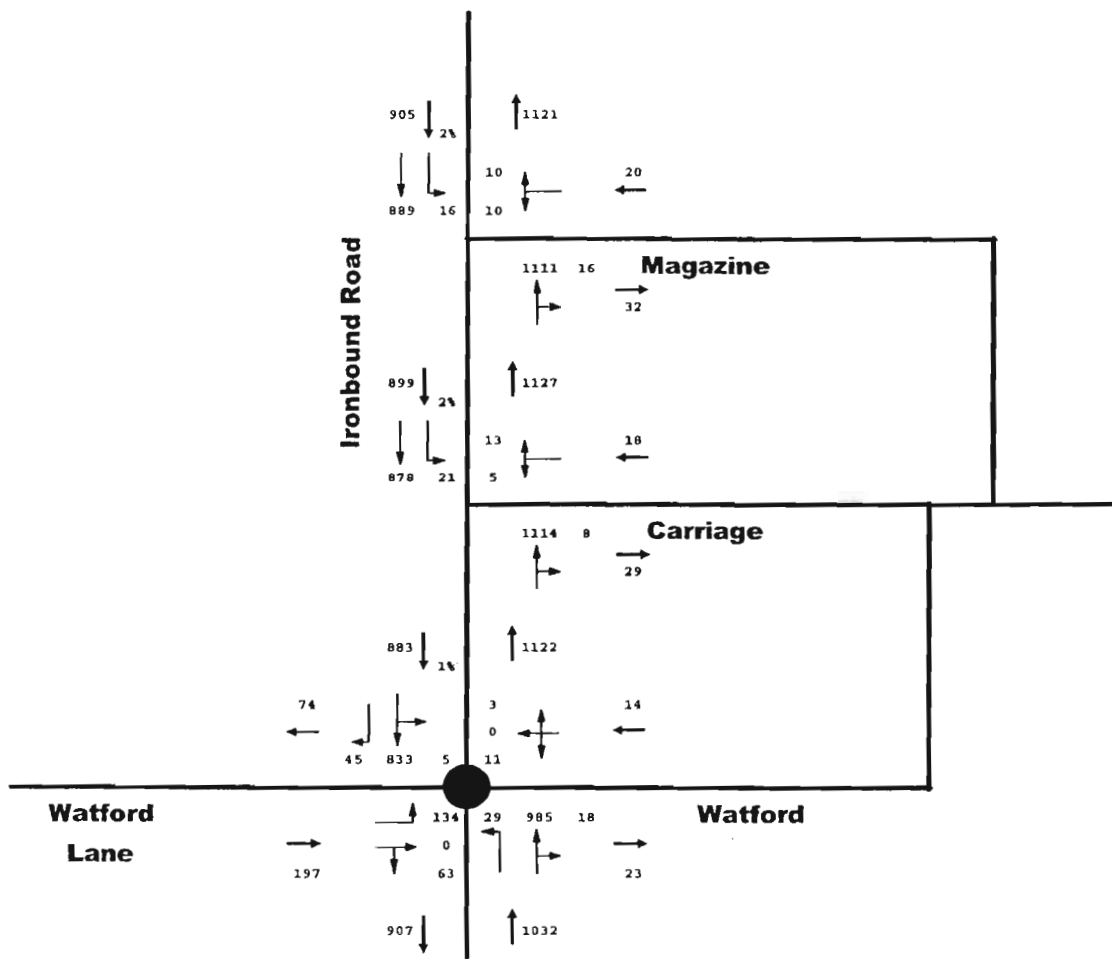 905 1121
2%
10 20
889 16 10
Ironbound Road
1111 16 Magazine
32
899 1127
2%
13 18
878 21 5
1114 8 Carriage
29
883 1122
1%
74 3 14
0
45 833 5 11
Watford 134 29 985 18 Watford
Lane 0
197 63 23
907 1032